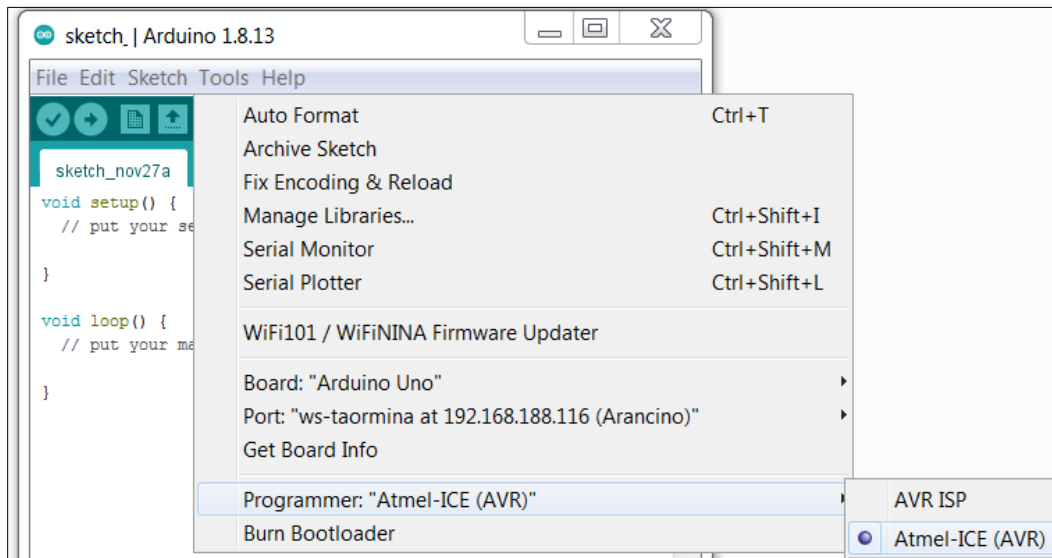 sketch_ | Arduino 1.8.13
File Edit Sketch Tools Help
Auto Format Ctrl+T
Archive Sketch
Fix Encoding & Reload
Manage Libraries... Ctrl+Shift+I
Serial Monitor Ctrl+Shift+M
Serial Plotter Ctrl+Shift+L
WiFi101 / WiFiNINA Firmware Updater
Board: "Arduino Uno"
Port: "ws-taormina at 192.168.188.116 (Arancino)"
Get Board Info
Programmer: "Atmel-ICE (AVR)"
Burn Bootloader
AVR ISP
Atmel-ICE (AVR)
sketch_nov27a
void setup() {
// put your se
}
void loop() {
// put your ma
}